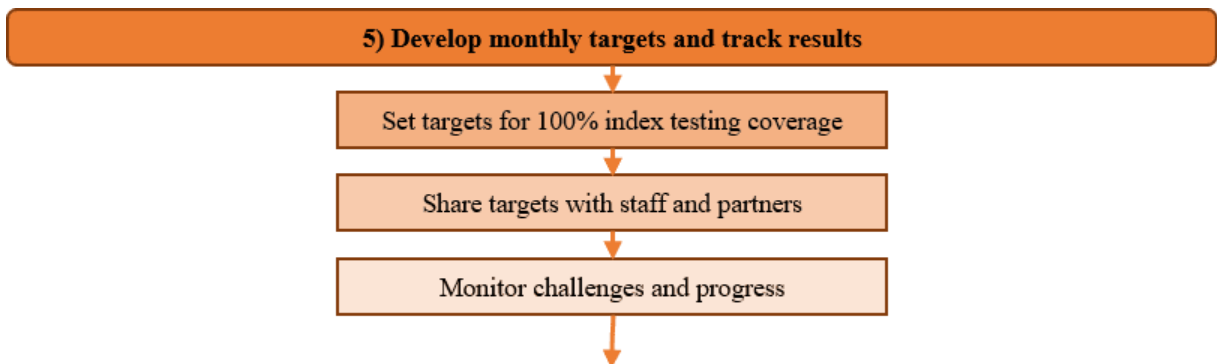 5) Develop monthly targets and track results
Set targets for 100% index testing coverage
Share targets with staff and partners
Monitor challenges and progress